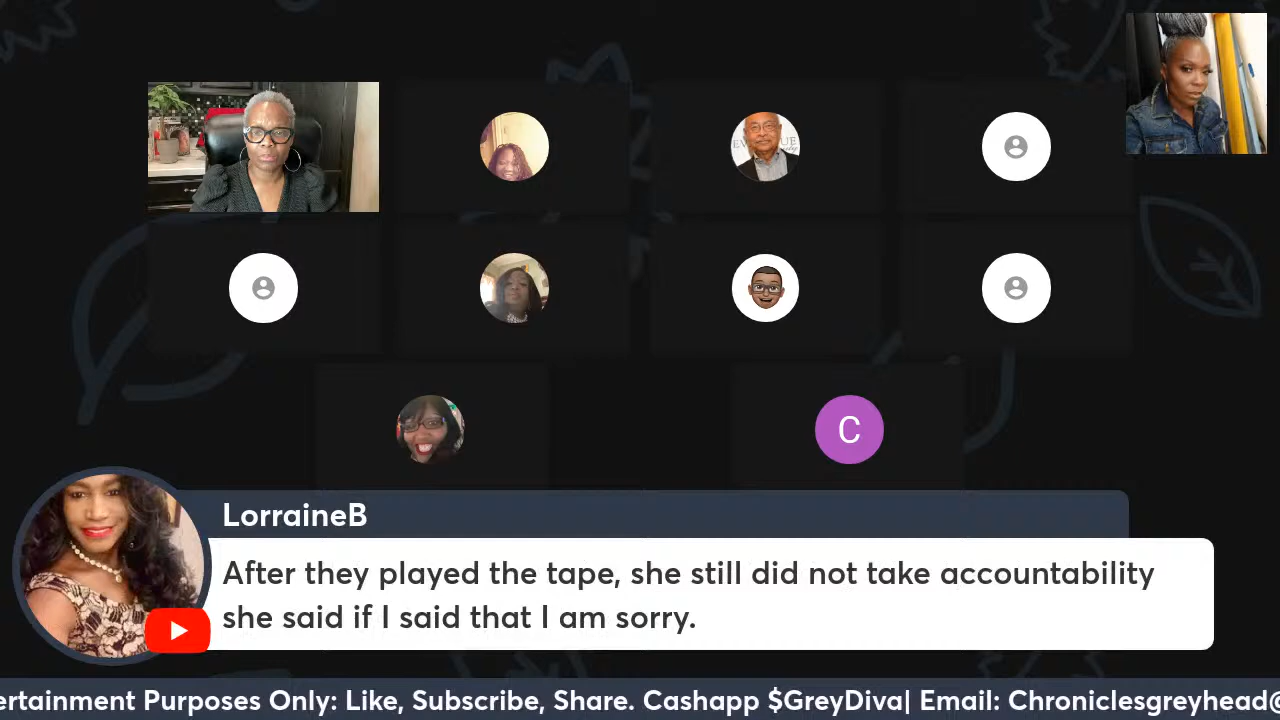 C
LorraineB
After they played the tape, she still did not take accountability
she said if I said that I am sorry.
ertainment Purposes Only: Like, Subscribe, Share. Cashapp $GreyDiva| Email: Chroniclesgreyhead@